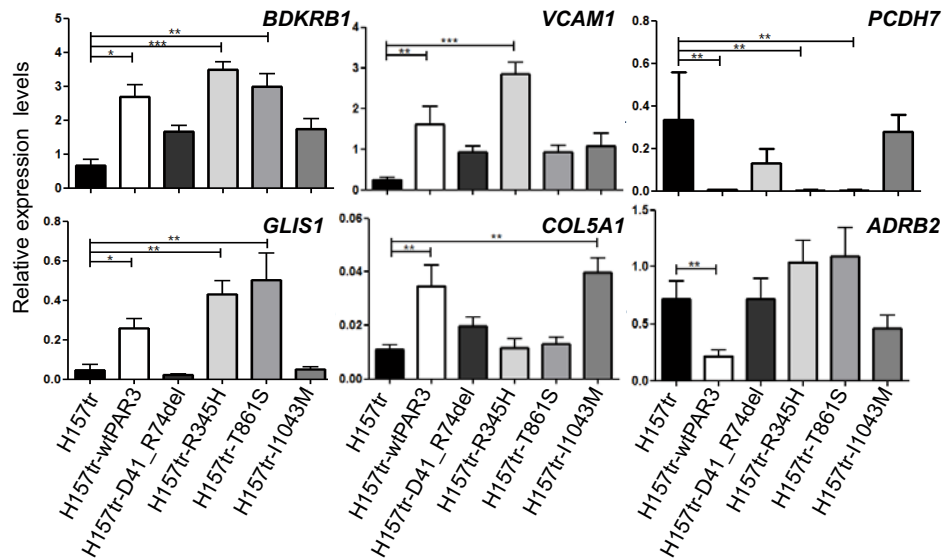 BDKRB1
VCAM1
PCDH7
Relative expression levels
5
4
3
2
1
0
**
***
*
4
3
2
1
0
***
**
0.6
0.4
0.2
0.0
**
**
**
GLIS1
COL5A1
ADRB2
0.8
0.6
0.4
0.2
0.0
**
**
*
0.06
0.04
0.02
0.00
**
**
1.5
1.0
0.5
0.0
**
H157tr
H157tr-wtPAR3
H157tr-D41_R74del
H157tr-R345H
H157tr-T861S
H157tr-I1043M
H157tr
H157tr-wtPAR3
H157tr-D41_R74del
H157tr-R345H
H157tr-T861S
H157tr-I1043M
H157tr
H157tr-wtPAR3
H157tr-D41_R74del
H157tr-R345H
H157tr-T861S
H157tr-I1043M